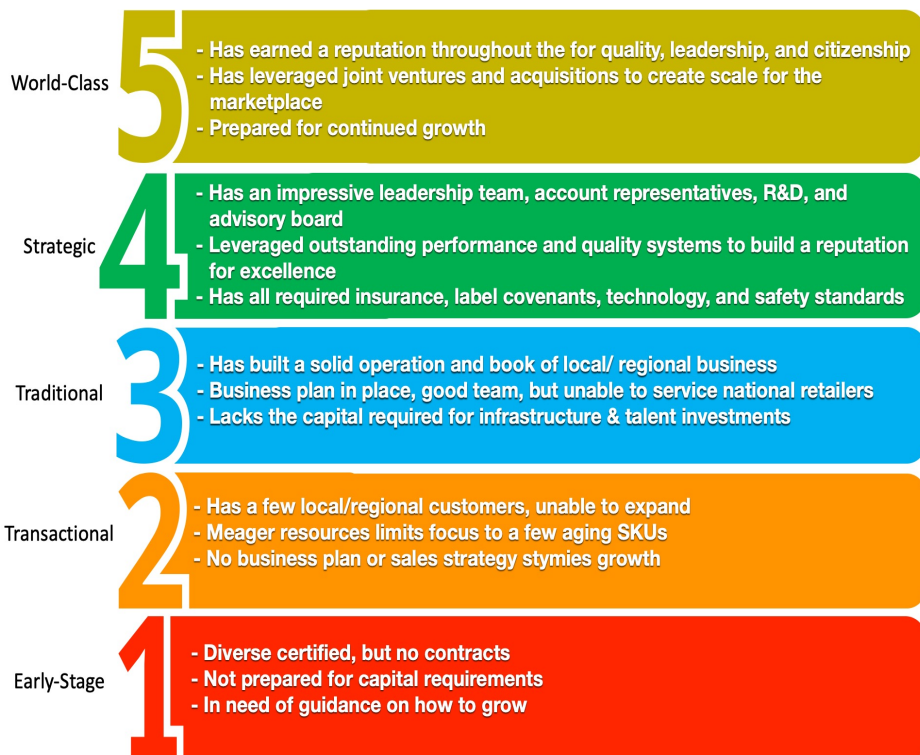 World-Class
5
- Has earned a reputation throughout the for quality, leadership, and citizenship
- Has leveraged joint ventures and acquisitions to create scale for the
marketplace
- Prepared for continued growth
Strategic
4
- Has an impressive leadership team, account representatives, R&D, and
advisory board
- Leveraged outstanding performance and quality systems to build a reputation
for excellence
- Has all required insurance, label covenants, technology, and safety standards
Traditional
3
- Has built a solid operation and book of local/ regional business
- Business plan in place, good team, but unable to service national retailers
- Lacks the capital required for infrastructure & talent investments
Transactional
2
- Has a few local/regional customers, unable to expand
- Meager resources limits focus to a few aging SKUs
- No business plan or sales strategy stymies growth
Early-Stage
1
- Diverse certified, but no contracts
- Not prepared for capital requirements
- In need of guidance on how to grow